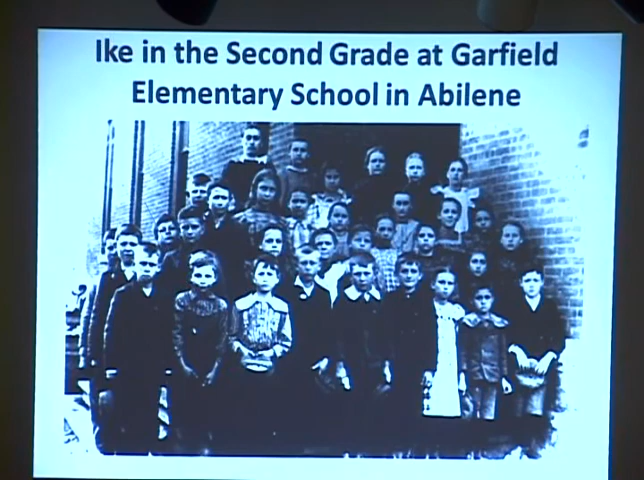 Ike in the Second Grade at Garfield
Elementary School in Abilene